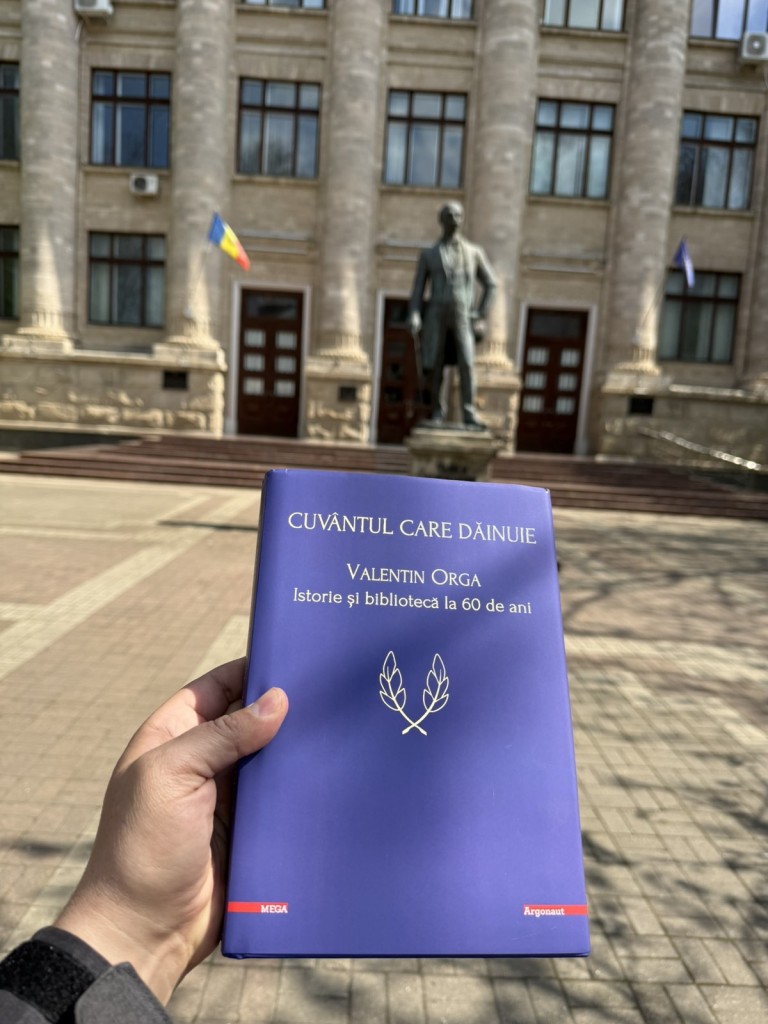 CUVÂNTUL CARE DĂINUIE
VALENTIN ORGA
Istorie și bibliotecă la 60 de ani
MEGA
Argonaut